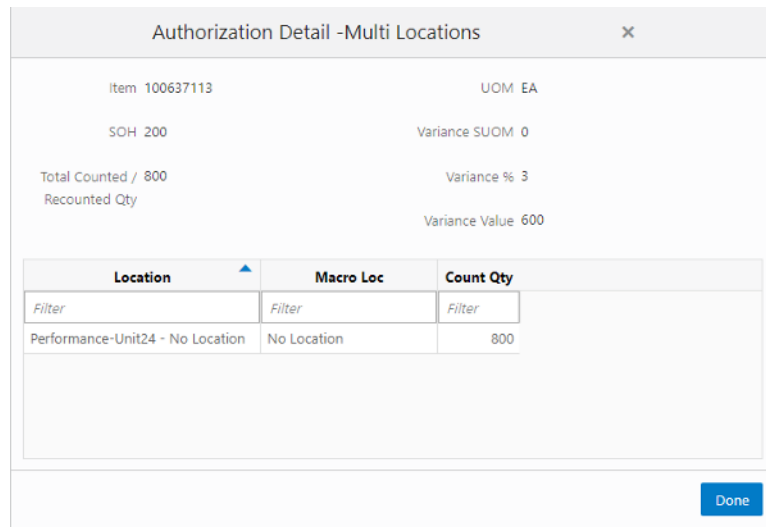 Authorization Detail -Multi Locations ×
Item 100637113 UOM EA
SOH 200 Variance SUOM 0
Total Counted / 800 Variance % 3
Recounted Qty
Variance Value 600
Location Macro Loc Count Qty
Filter Filter Filter
Performance-Unit24 - No Location No Location 800
Done